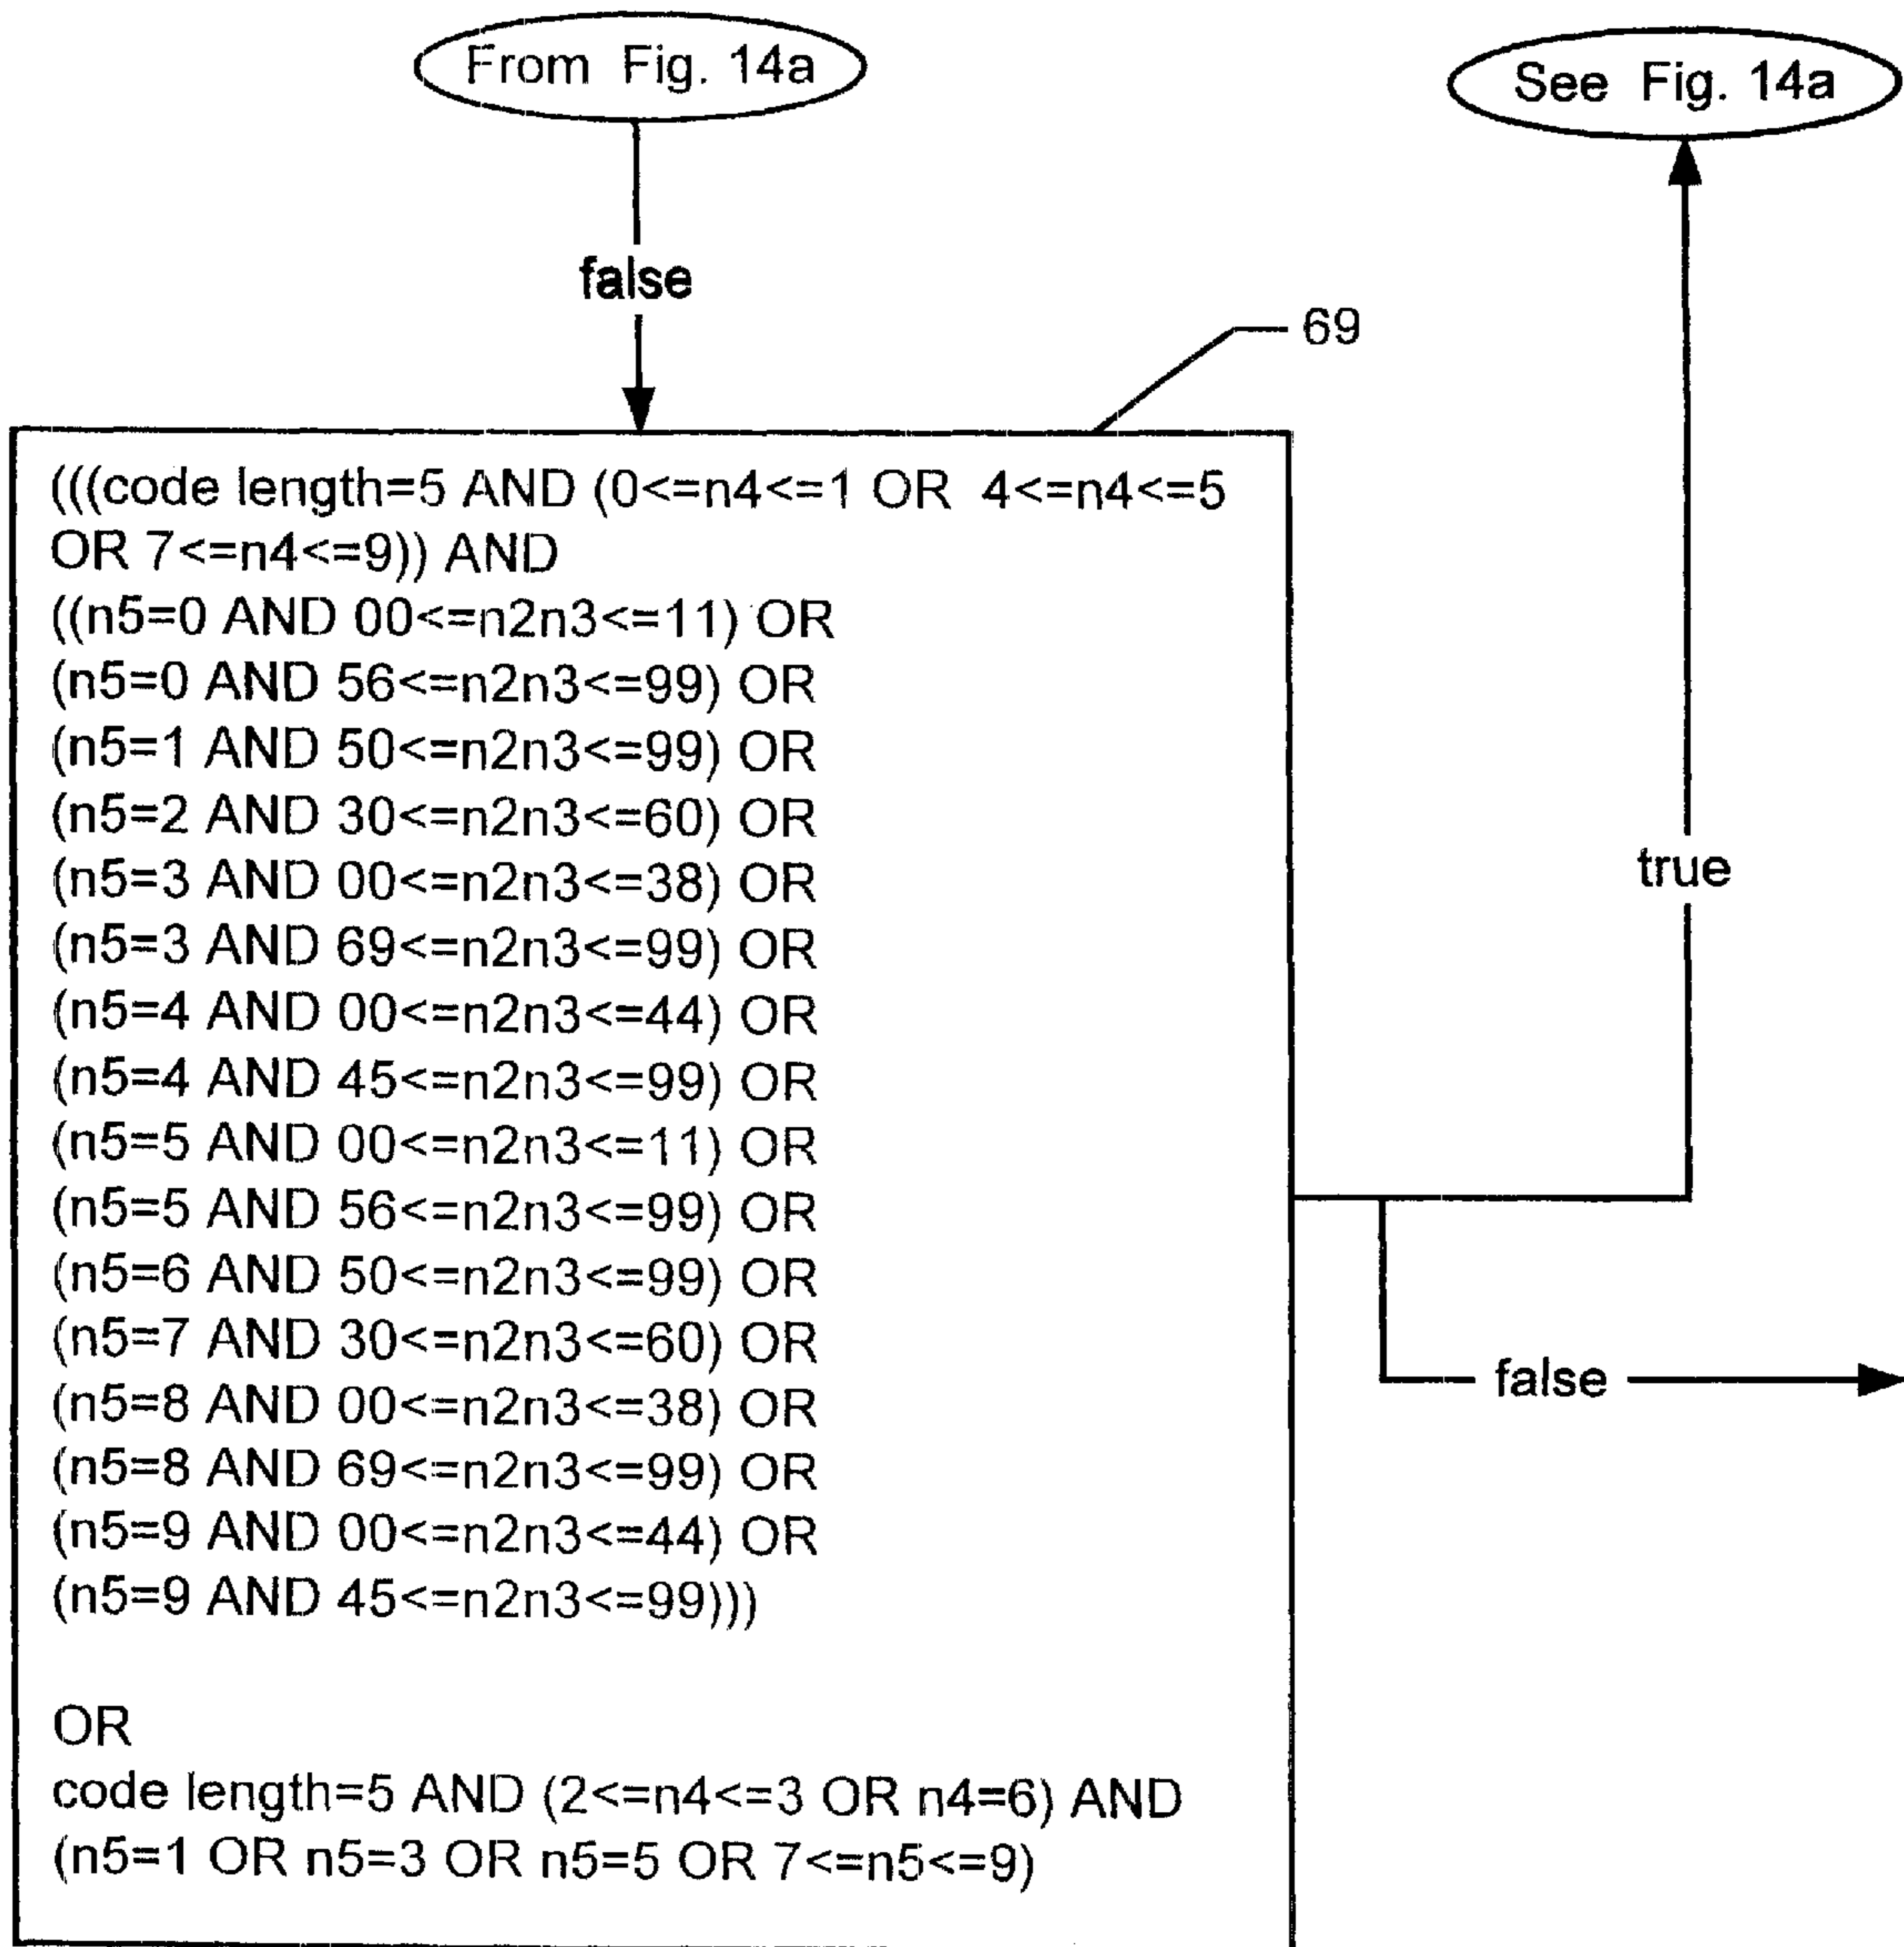 From Fig. 14a
See Fig. 14a
false
69
(((code length=5 AND (0<=n4<=1 OR 4<=n4<=5
OR 7<=n4<=9)) AND
((n5=0 AND 00<=n2n3<=11) OR
(n5=0 AND 56<=n2n3<=99) OR
(n5=1 AND 50<=n2n3<=99) OR
(n5=2 AND 30<=n2n3<=60) OR
(n5=3 AND 00<=n2n3<=38) OR
(n5=3 AND 69<=n2n3<=99) OR
(n5=4 AND 00<=n2n3<=44) OR
(n5=4 AND 45<=n2n3<=99) OR
(n5=5 AND 00<=n2n3<=11) OR
(n5=5 AND 56<=n2n3<=99) OR
(n5=6 AND 50<=n2n3<=99) OR
(n5=7 AND 30<=n2n3<=60) OR
(n5=8 AND 00<=n2n3<=38) OR
(n5=8 AND 69<=n2n3<=99) OR
(n5=9 AND 00<=n2n3<=44) OR
(n5=9 AND 45<=n2n3<=99)))
OR
code length=5 AND (2<=n4<=3 OR n4=6) AND
(n5=1 OR n5=3 OR n5=5 OR 7<=n5<=9)
true
false